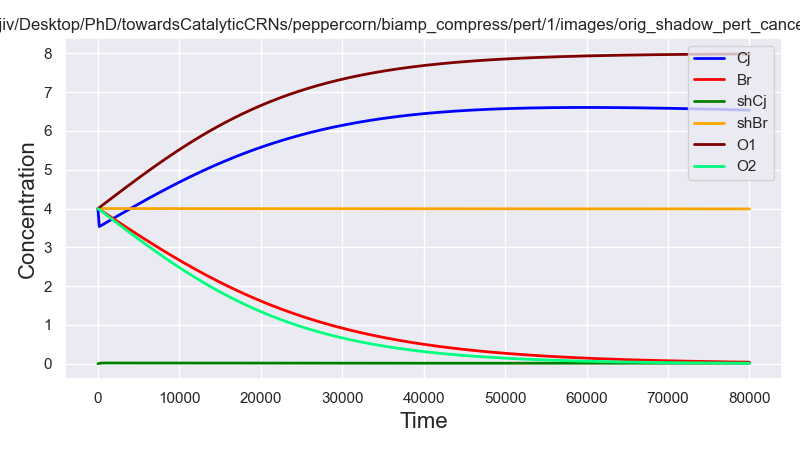 jiv/Desktop/PhD/towardsCatalyticCRNs/peppercorn/biamp_compress/pert/1/images/orig_shadow_pert_cance
8
7
6
5
4
3
2
1
0
Concentration
Cj
Br
shCj
shBr
O1
O2
0 10000 20000 30000 40000 50000 60000 70000 80000
Time